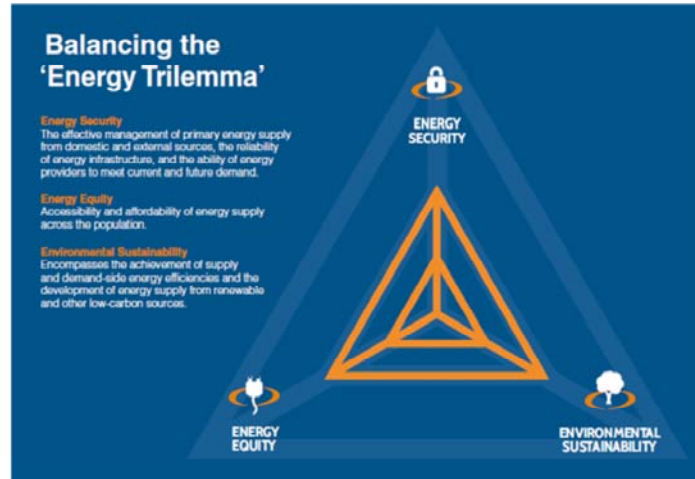 Balancing the
‘Energy Trilemma’
Energy Security
The effective management of primary energy supply
from domestic and external sources, the reliability
of energy infrastructure, and the ability of energy
providers to meet current and future demand.
Energy Equity
Accessibility and affordability of energy supply
across the population.
Environmental Sustainability
Encompasses the achievement of supply
and demand-side energy efficiencies and the
development of energy supply from renewable
and other low-carbon sources.
ENERGY
SECURITY
ENERGY
EQUITY
ENVIRONMENTAL
SUSTAINABILITY